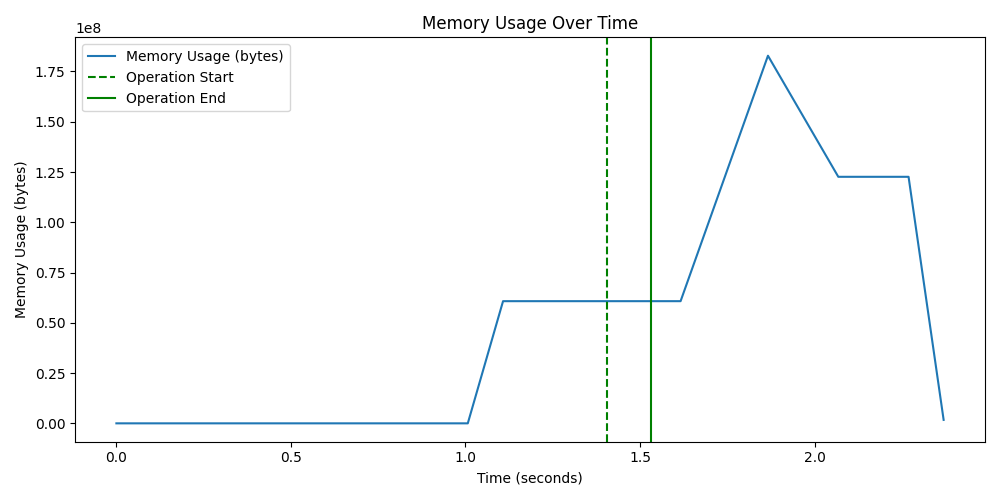 Memory Usage Over Time
1e8
Memory Usage (bytes)
Operation Start
Operation End
1.75
1.50
1.25
1.00
0.75
0.50
0.25
0.00
Memory Usage (bytes)
0.0 0.5 1.0 1.5 2.0
Time (seconds)